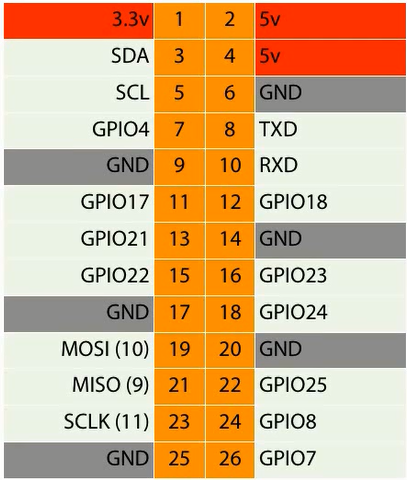 3.3v 1 2 5v
SDA 3 4 5v
SCL 5 6 GND
GPIO4 7 8 TXD
GND 9 10 RXD
GPIO17 11 12 GPIO18
GPIO21 13 14 GND
GPIO22 15 16 GPIO23
GND 17 18 GPIO24
MOSI (10) 19 20 GND
MISO (9) 21 22 GPIO25
SCLK (11) 23 24 GPIO8
GND 25 26 GPIO7